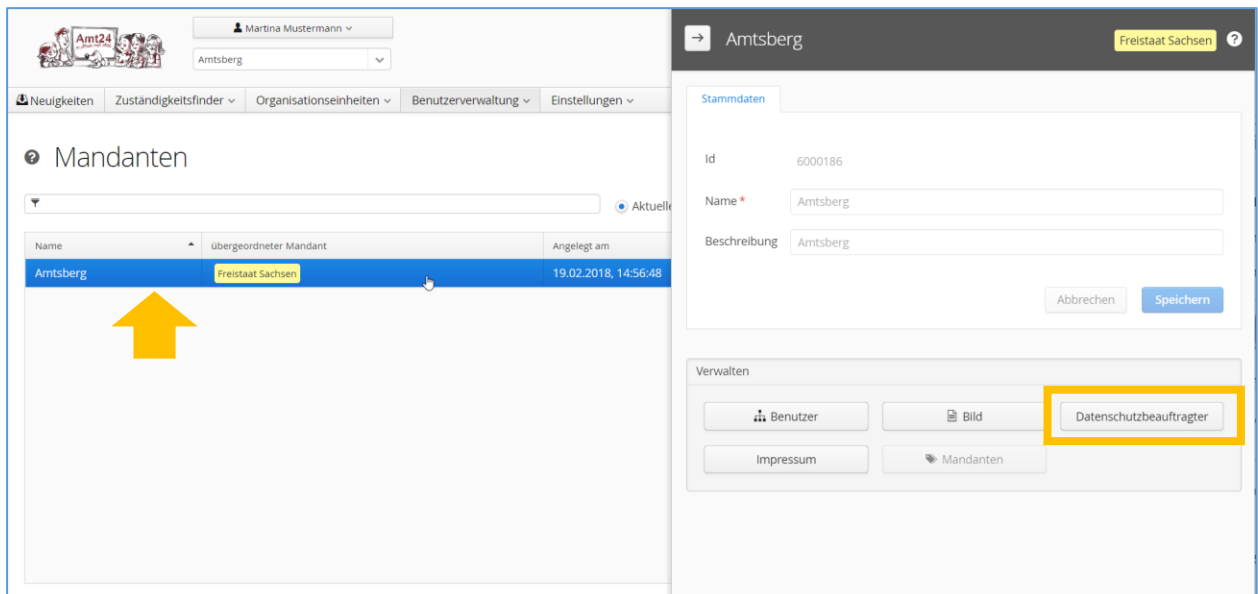 Amt24
Martina Mustermann
Amtsberg
Neuigkeiten
Zuständigkeitsfinder
Organisationseinheiten
Benutzerverwaltung
Einstellungen
Mandanten
Name
übergeordneter Mandant
Angelegt am
Amtsberg
Freistaat Sachsen
19.02.2018, 14:56:48
Amtsberg
Freistaat Sachsen
Stammdaten
Id
6000186
Name *
Amtsberg
Beschreibung
Amtsberg
Abbrechen
Speichern
Verwalten
Benutzer
Bild
Datenschutzbeauftragter
Impressum
Mandanten